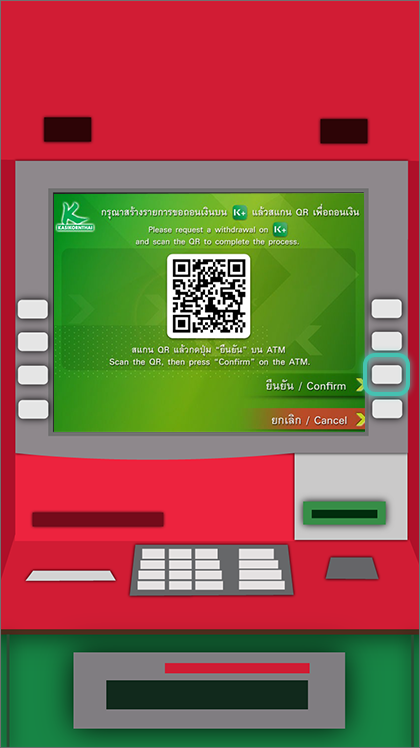 กรุณาสร้างรายการขอถอนเงินบน K+ แล้วสแกน QR เพื่อถอนเงิน
KASIKORNTHAI
Please request a withdrawal on K+
and scan the QR to complete the process.
สแกน QR แล้วกดปุ่ม “ยืนยัน” บน ATM
Scan the QR, then press “Confirm” on the ATM.
ยืนยัน / Confirm
ยกเลิก / Cancel